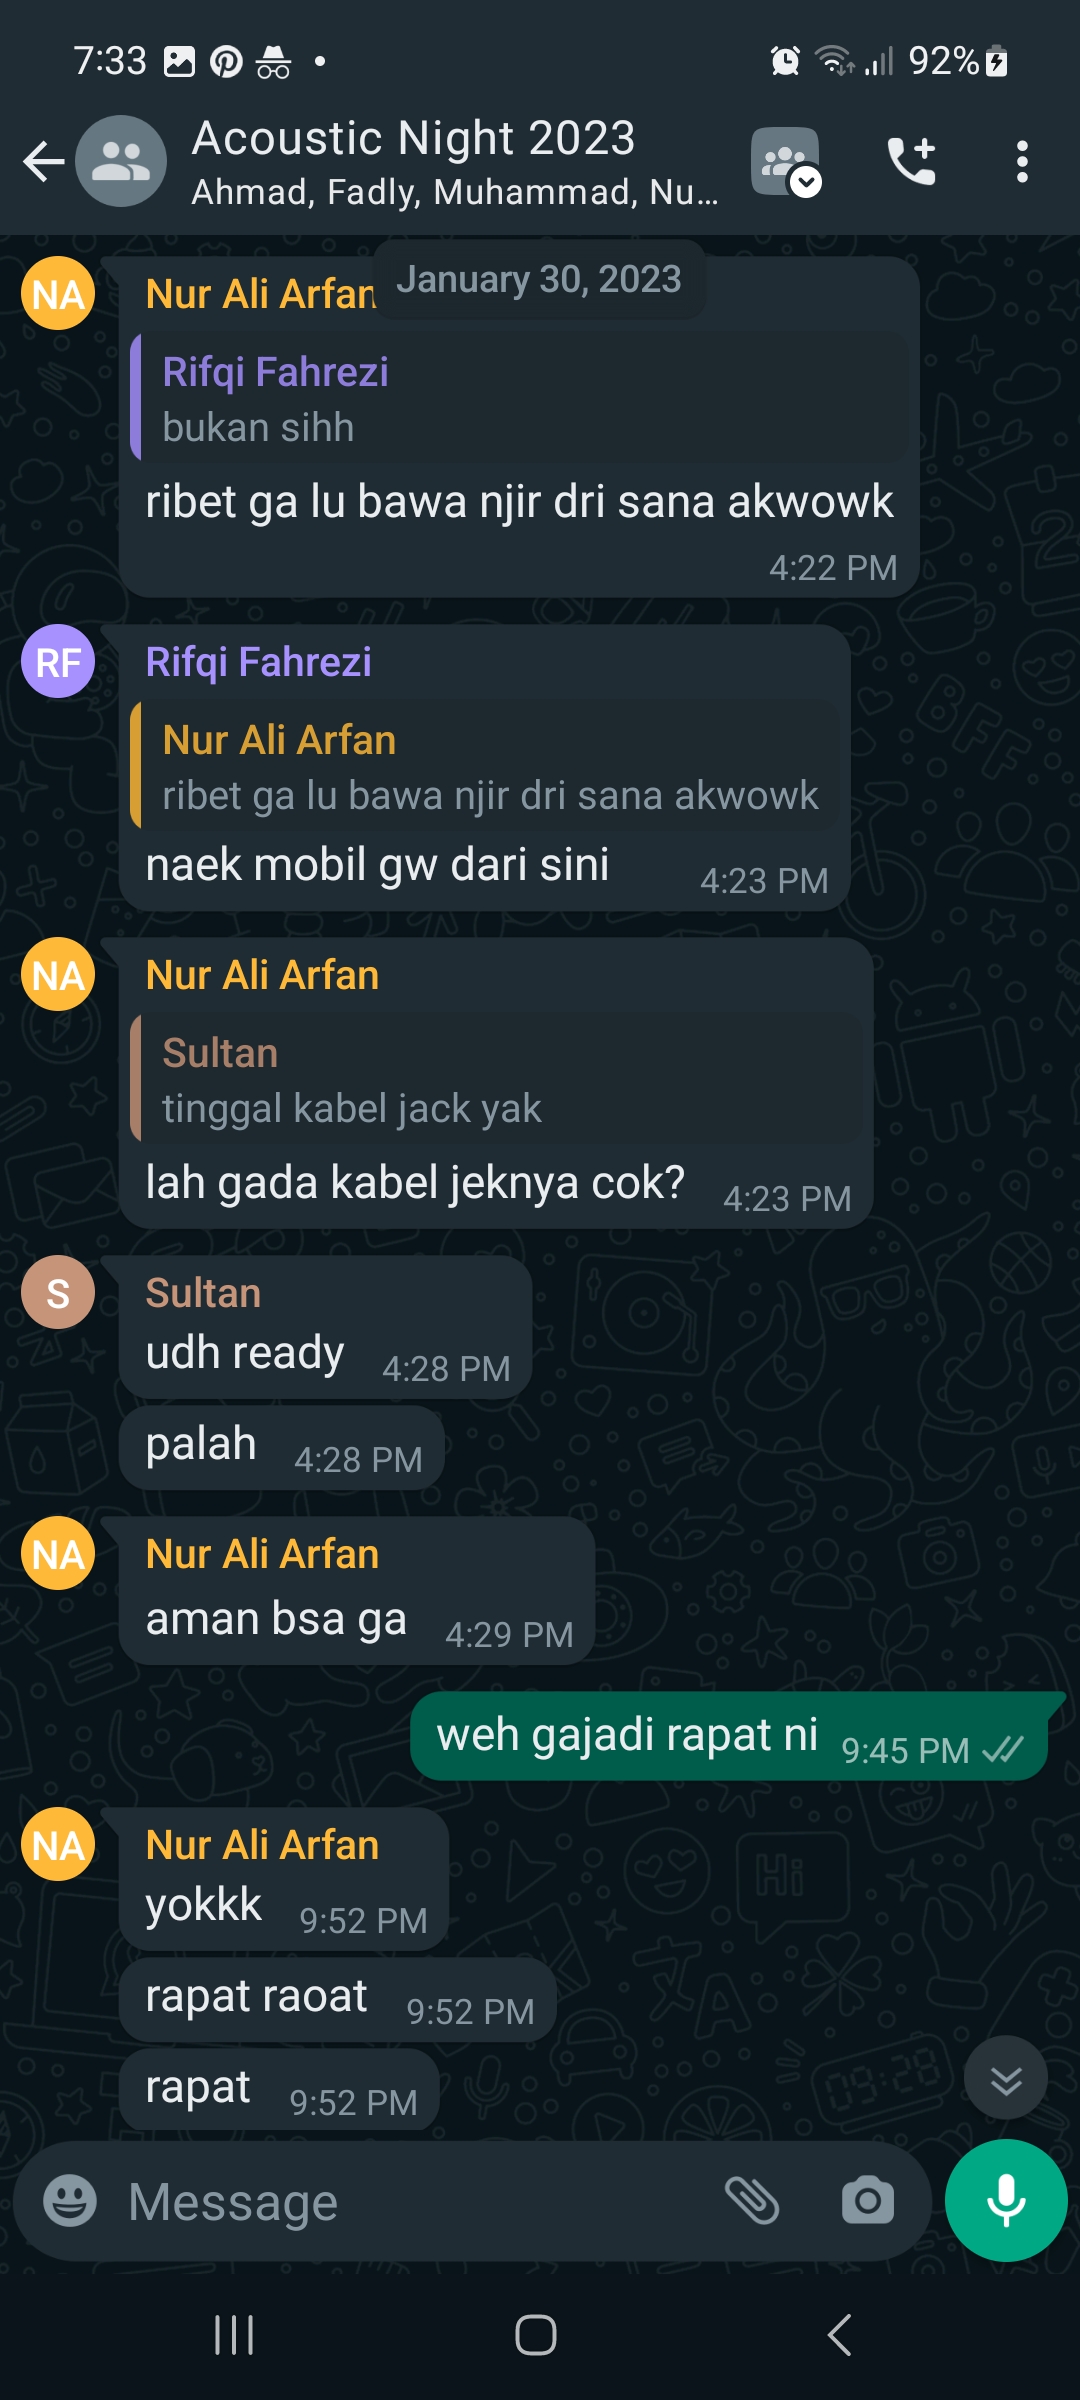 7:33
92%
Acoustic Night 2023
Ahmad, Fadly, Muhammad, Nu...
January 30, 2023
NA
Nur Ali Arfan
Rifqi Fahrezi
bukan sihh
ribet ga lu bawa njir dri sana akwowk
4:22 PM
RF
Rifqi Fahrezi
Nur Ali Arfan
ribet ga lu bawa njir dri sana akwowk
naek mobil gw dari sini 4:23 PM
NA
Nur Ali Arfan
Sultan
tinggal kabel jack yak
lah gada kabel jeknya cok? 4:23 PM
S
Sultan
udh ready 4:28 PM
palah 4:28 PM
NA
Nur Ali Arfan
aman bsa ga 4:29 PM
weh gajadi rapat ni 9:45 PM
NA
Nur Ali Arfan
yokkk 9:52 PM
rapat raoat 9:52 PM
rapat 9:52 PM
Message